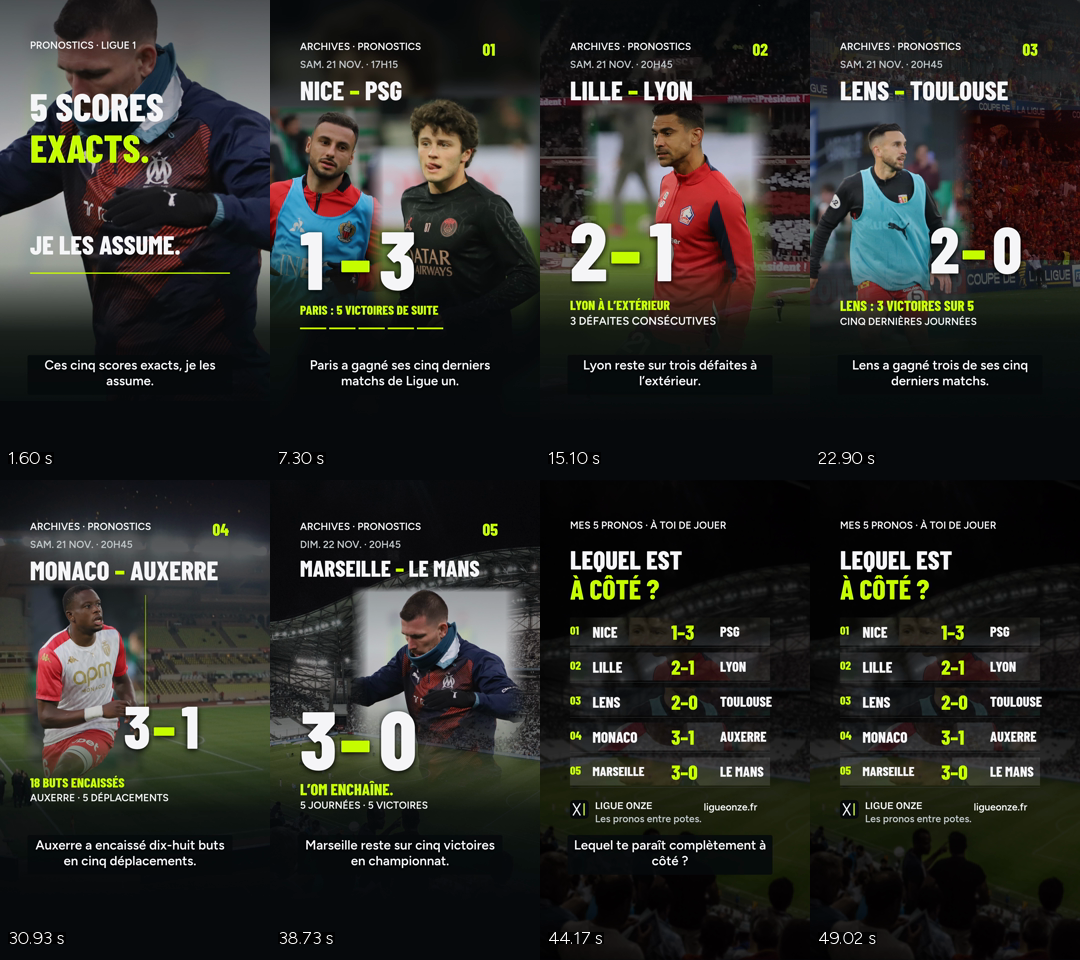 PRONOSTICS · LIGUE 1
5 SCORES
EXACTS.
JE LES ASSUME.
Ces cinq scores exacts, je les
assume.
1.60 s
ARCHIVES · PRONOSTICS
01
SAM. 21 NOV. · 17H15
NICE – PSG
QATAR
AIRWAYS
1–3
PARIS : 5 VICTOIRES DE SUITE
Paris a gagné ses cinq derniers
matchs de Ligue un.
7.30 s
ARCHIVES · PRONOSTICS
02
SAM. 21 NOV. · 20H45
LILLE – LYON
#MerciPrésident !
2–1
LYON À L'EXTÉRIEUR
3 DÉFAITES CONSÉCUTIVES
Lyon reste sur trois défaites à
l'extérieur.
15.10 s
ARCHIVES · PRONOSTICS
03
SAM. 21 NOV. · 20H45
LENS – TOULOUSE
COUPE DE LA LIGUE
2–0
COUPE DE LA LIGUE
LENS : 3 VICTOIRES SUR 5
CINQ DERNIÈRES JOURNÉES
Lens a gagné trois de ses cinq
derniers matchs.
22.90 s
ARCHIVES · PRONOSTICS
04
SAM. 21 NOV. · 20H45
MONACO – AUXERRE
apm
3–1
18 BUTS ENCAISSÉS
AUXERRE · 5 DÉPLACEMENTS
Auxerre a encaissé dix-huit buts
en cinq déplacements.
30.93 s
ARCHIVES · PRONOSTICS
05
DIM. 22 NOV. · 20H45
MARSEILLE – LE MANS
3–0
L'OM ENCHAÎNE.
5 JOURNÉES · 5 VICTOIRES
Marseille reste sur cinq victoires
en championnat.
38.73 s
MES 5 PRONOS · À TOI DE JOUER
LEQUEL EST
À CÔTÉ ?
01 NICE 1–3 PSG
02 LILLE 2–1 LYON
03 LENS 2–0 TOULOUSE
04 MONACO 3–1 AUXERRE
05 MARSEILLE 3–0 LE MANS
XI LIGUE ONZE ligueonze.fr
Les pronos entre potes.
Lequel te paraît complètement à
côté ?
44.17 s
MES 5 PRONOS · À TOI DE JOUER
LEQUEL EST
À CÔTÉ ?
01 NICE 1–3 PSG
02 LILLE 2–1 LYON
03 LENS 2–0 TOULOUSE
04 MONACO 3–1 AUXERRE
05 MARSEILLE 3–0 LE MANS
XI LIGUE ONZE ligueonze.fr
Les pronos entre potes.
49.02 s